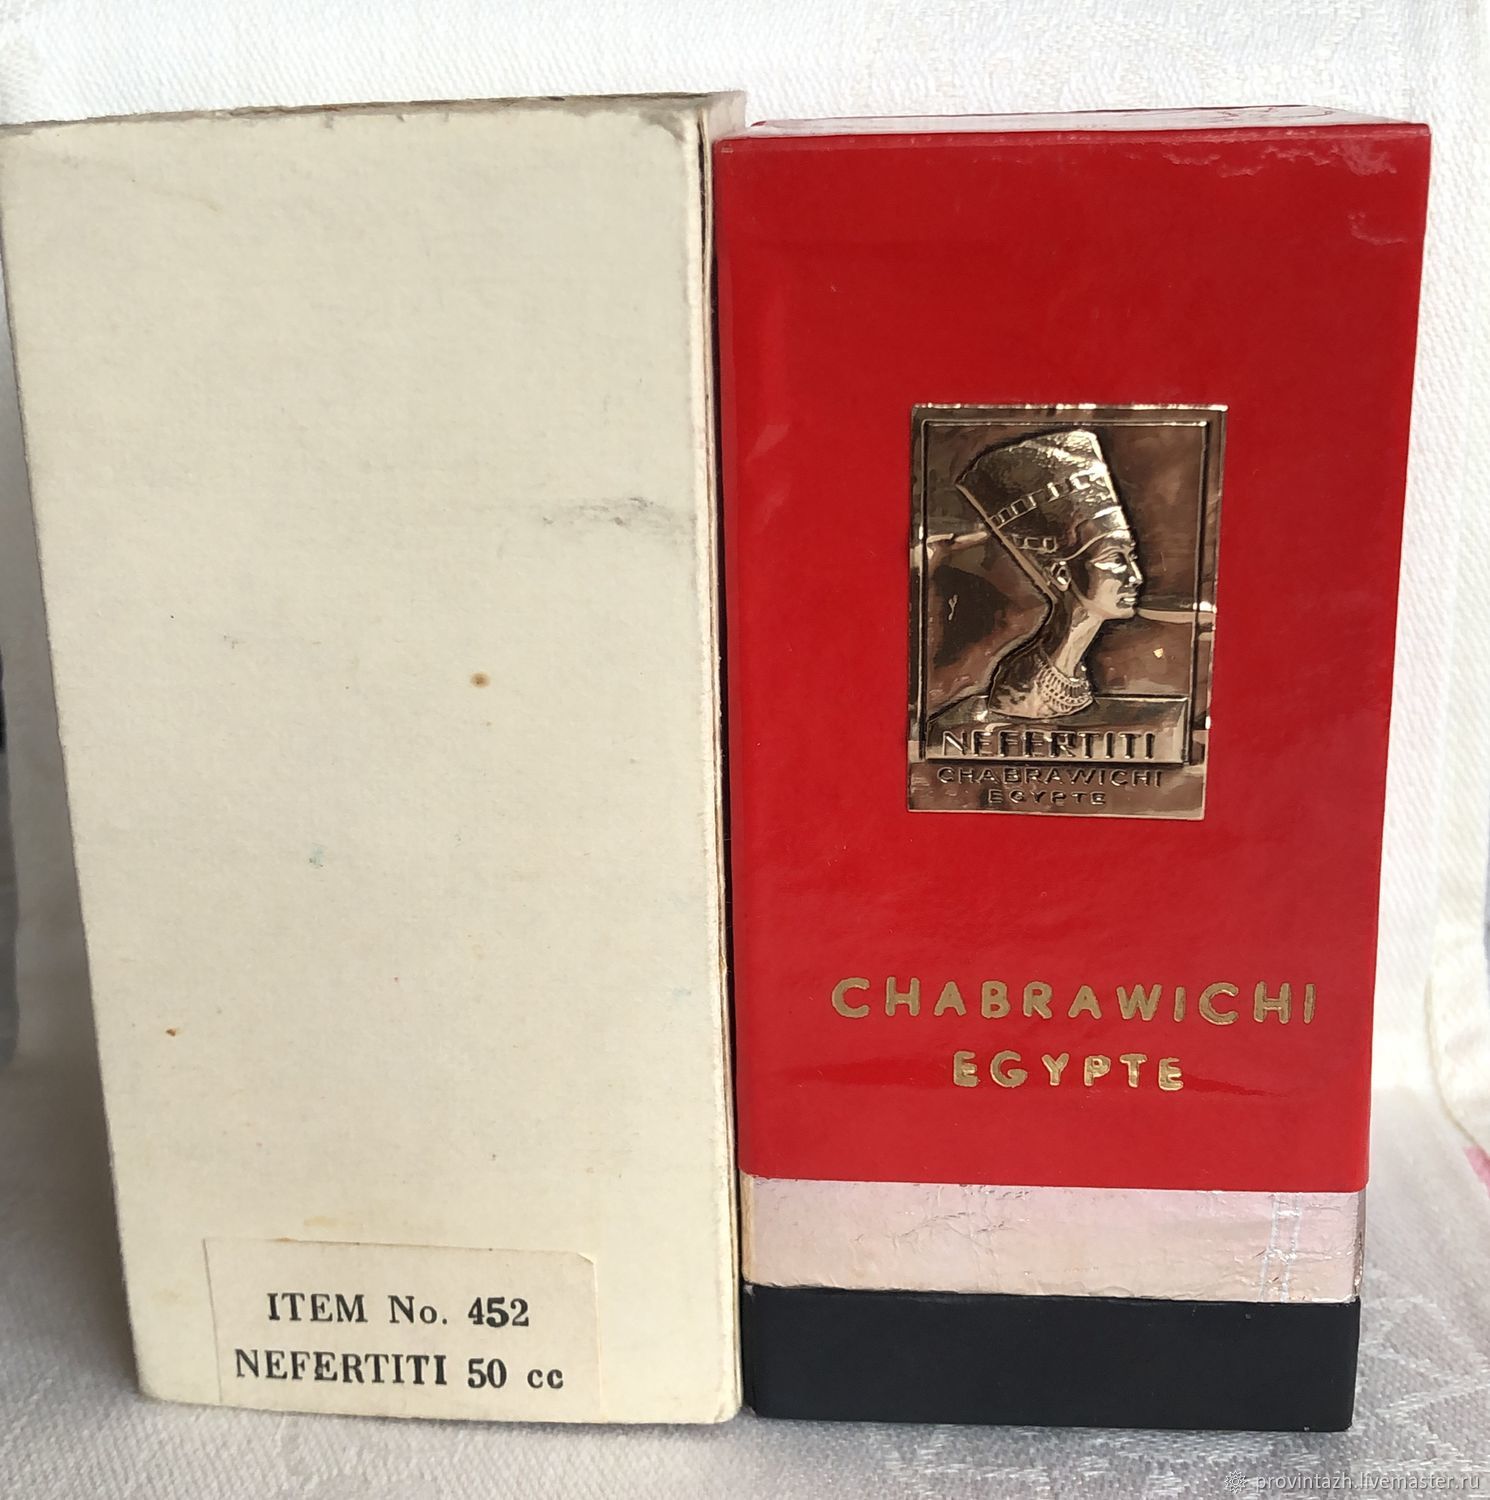 NEFERTITI
CHABRAWICHI
EGYPTE
CHABRAWICHI
EGYPTE
ITEM No. 452
NEFERTITI 50 cc
provintazh.livemaster.ru